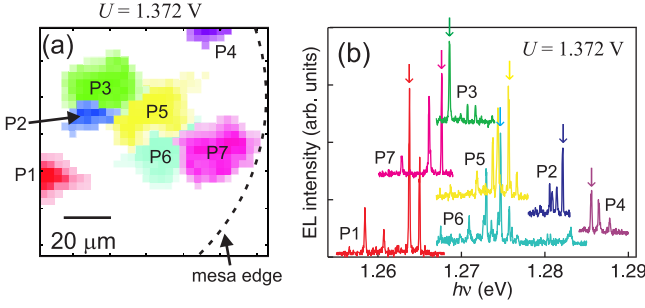 U = 1.372 V
(a)
P4
P3
P2
P5
P6
P7
P1
20 µm
mesa edge
(b)
U = 1.372 V
EL intensity (arb. units)
P3
P7
P5
P2
P4
P1
P6
1.26
1.27
1.28
1.29
hν (eV)